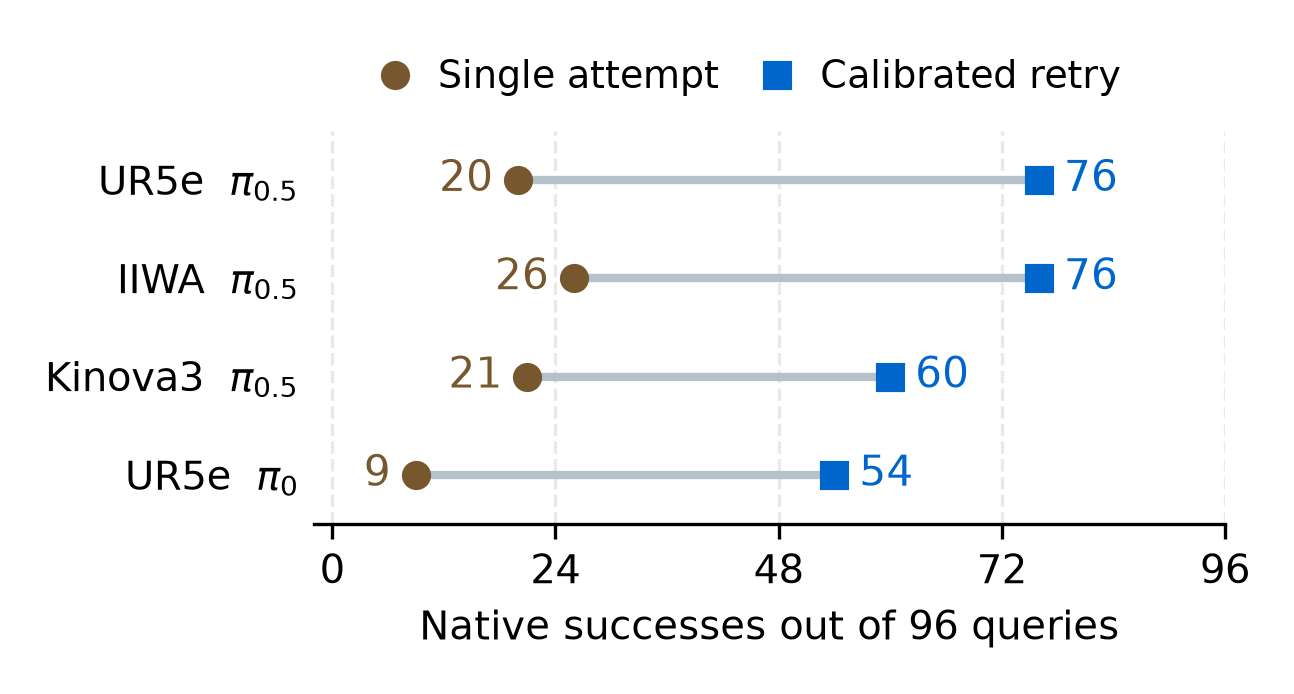 Single attempt Calibrated retry
UR5e π0.5 20 76
IIWA π0.5 26 76
Kinova3 π0.5 21 60
UR5e π0 9 54
0 24 48 72 96
Native successes out of 96 queries